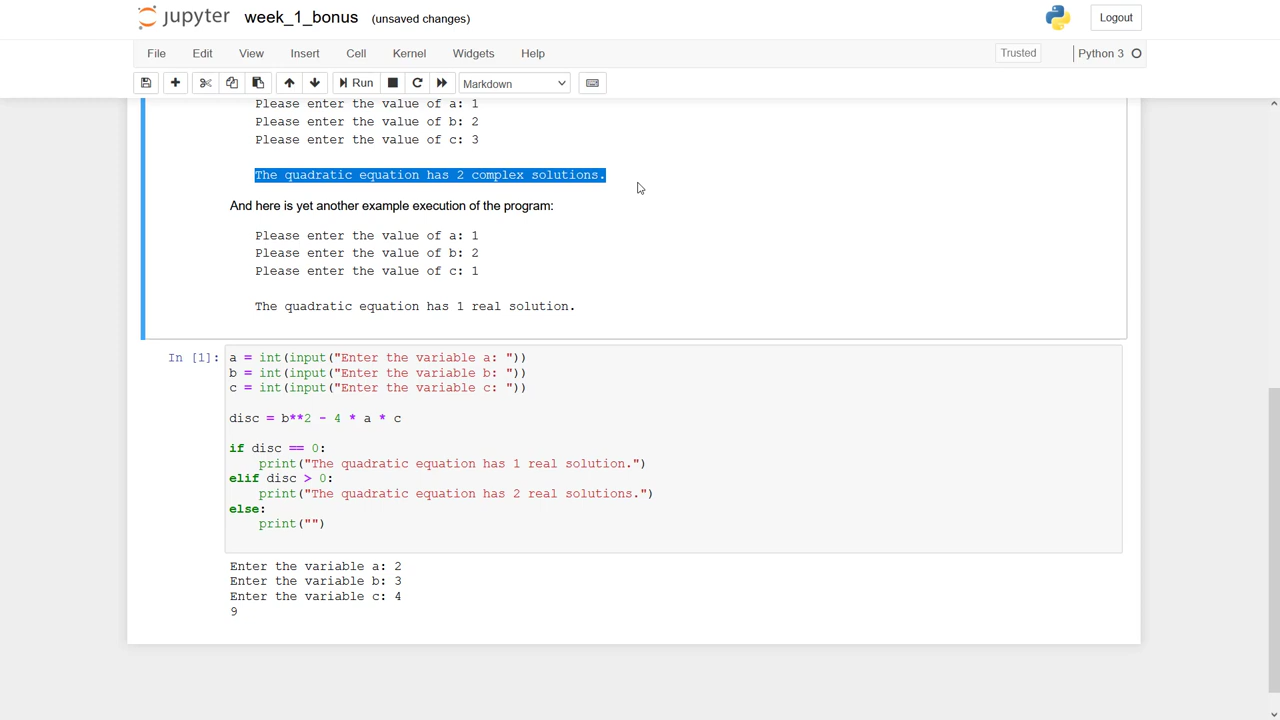 jupyter week_1_bonus (unsaved changes) Logout
File Edit View Insert Cell Kernel Widgets Help Trusted Python 3
Run Markdown
Please enter the value of a: 1
Please enter the value of b: 2
Please enter the value of c: 3
The quadratic equation has 2 complex solutions.
And here is yet another example execution of the program:
Please enter the value of a: 1
Please enter the value of b: 2
Please enter the value of c: 1
The quadratic equation has 1 real solution.
In [1]: a = int(input("Enter the variable a: "))
b = int(input("Enter the variable b: "))
c = int(input("Enter the variable c: "))
disc = b**2 - 4 * a * c
if disc == 0:
    print("The quadratic equation has 1 real solution.")
elif disc > 0:
    print("The quadratic equation has 2 real solutions.")
else:
    print("")
Enter the variable a: 2
Enter the variable b: 3
Enter the variable c: 4
9